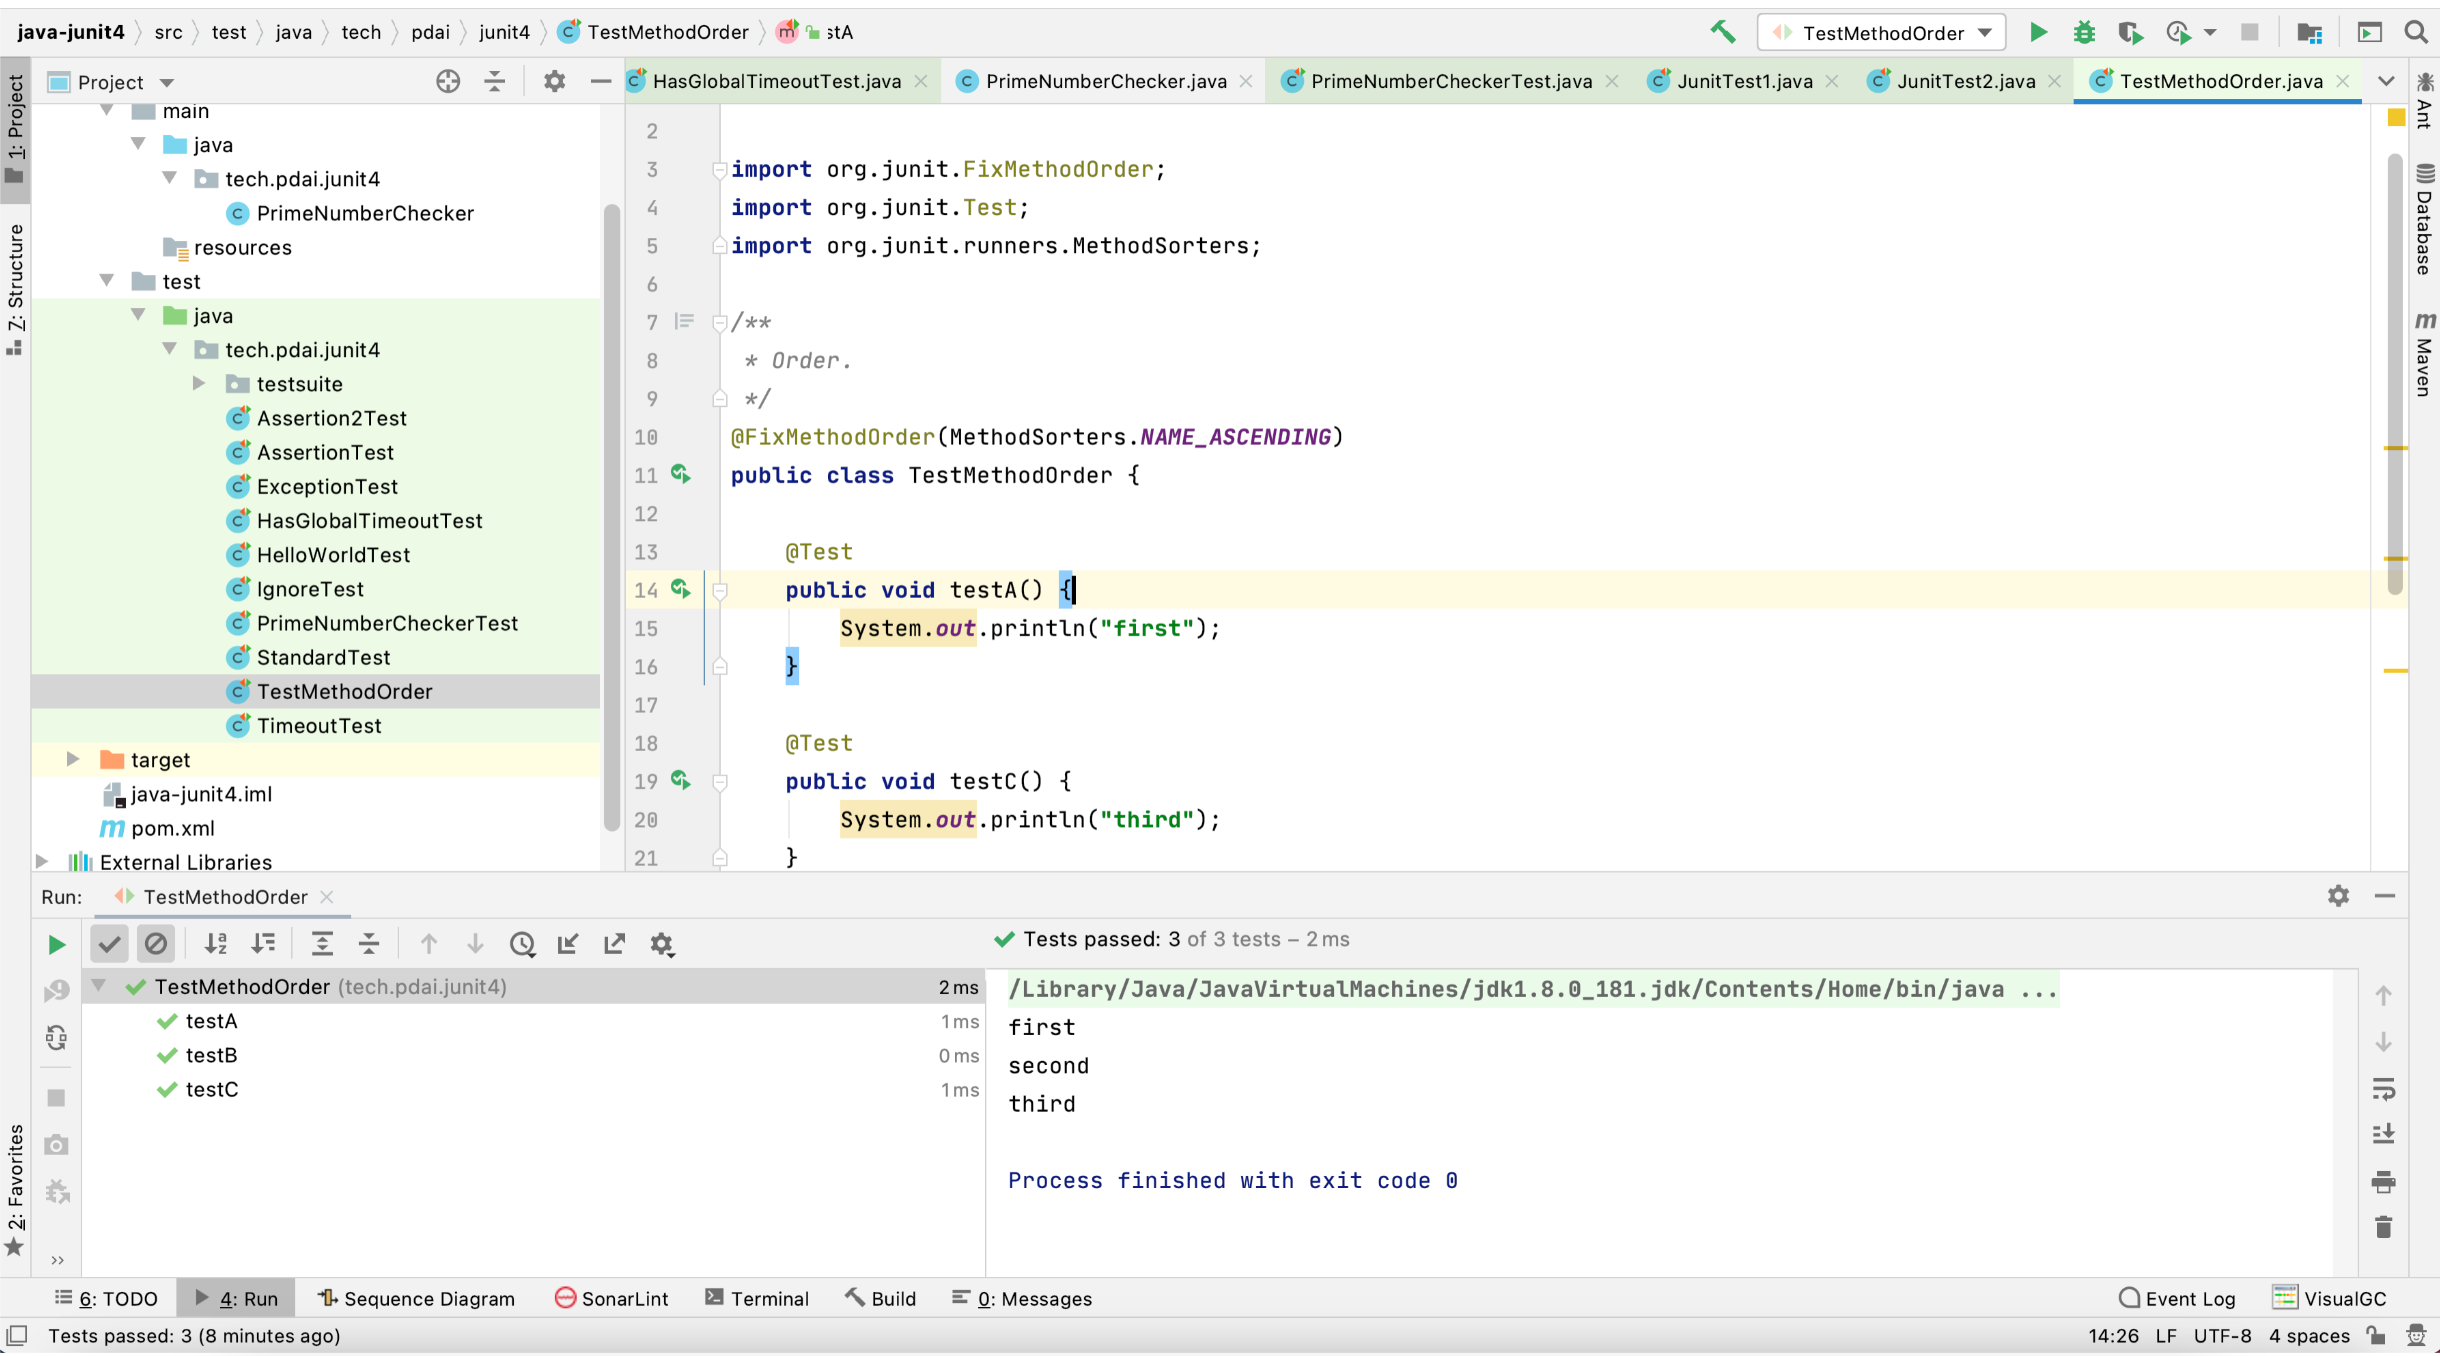 java-junit4 src test java tech pdai junit4 TestMethodOrder stA
TestMethodOrder
1: Project
Z: Structure
2: Favorites
Project
main
java
tech.pdai.junit4
PrimeNumberChecker
resources
test
java
tech.pdai.junit4
testsuite
Assertion2Test
AssertionTest
ExceptionTest
HasGlobalTimeoutTest
HelloWorldTest
IgnoreTest
PrimeNumberCheckerTest
StandardTest
TestMethodOrder
TimeoutTest
target
java-junit4.iml
pom.xml
External Libraries
HasGlobalTimeoutTest.java PrimeNumberChecker.java PrimeNumberCheckerTest.java JunitTest1.java JunitTest2.java TestMethodOrder.java
2
3 import org.junit.FixMethodOrder;
4 import org.junit.Test;
5 import org.junit.runners.MethodSorters;
6
7 /**
8 * Order.
9 */
10 @FixMethodOrder(MethodSorters.NAME_ASCENDING)
11 public class TestMethodOrder {
12
13 @Test
14 public void testA() {
15 System.out.println("first");
16 }
17
18 @Test
19 public void testC() {
20 System.out.println("third");
21 }
Ant
Database
Maven
Run: TestMethodOrder
Tests passed: 3 of 3 tests – 2 ms
TestMethodOrder (tech.pdai.junit4) 2 ms
testA 1 ms
testB 0 ms
testC 1 ms
/Library/Java/JavaVirtualMachines/jdk1.8.0_181.jdk/Contents/Home/bin/java ...
first
second
third
Process finished with exit code 0
6: TODO 4: Run Sequence Diagram SonarLint Terminal Build 0: Messages Event Log VisualGC
Tests passed: 3 (8 minutes ago) 14:26 LF UTF-8 4 spaces